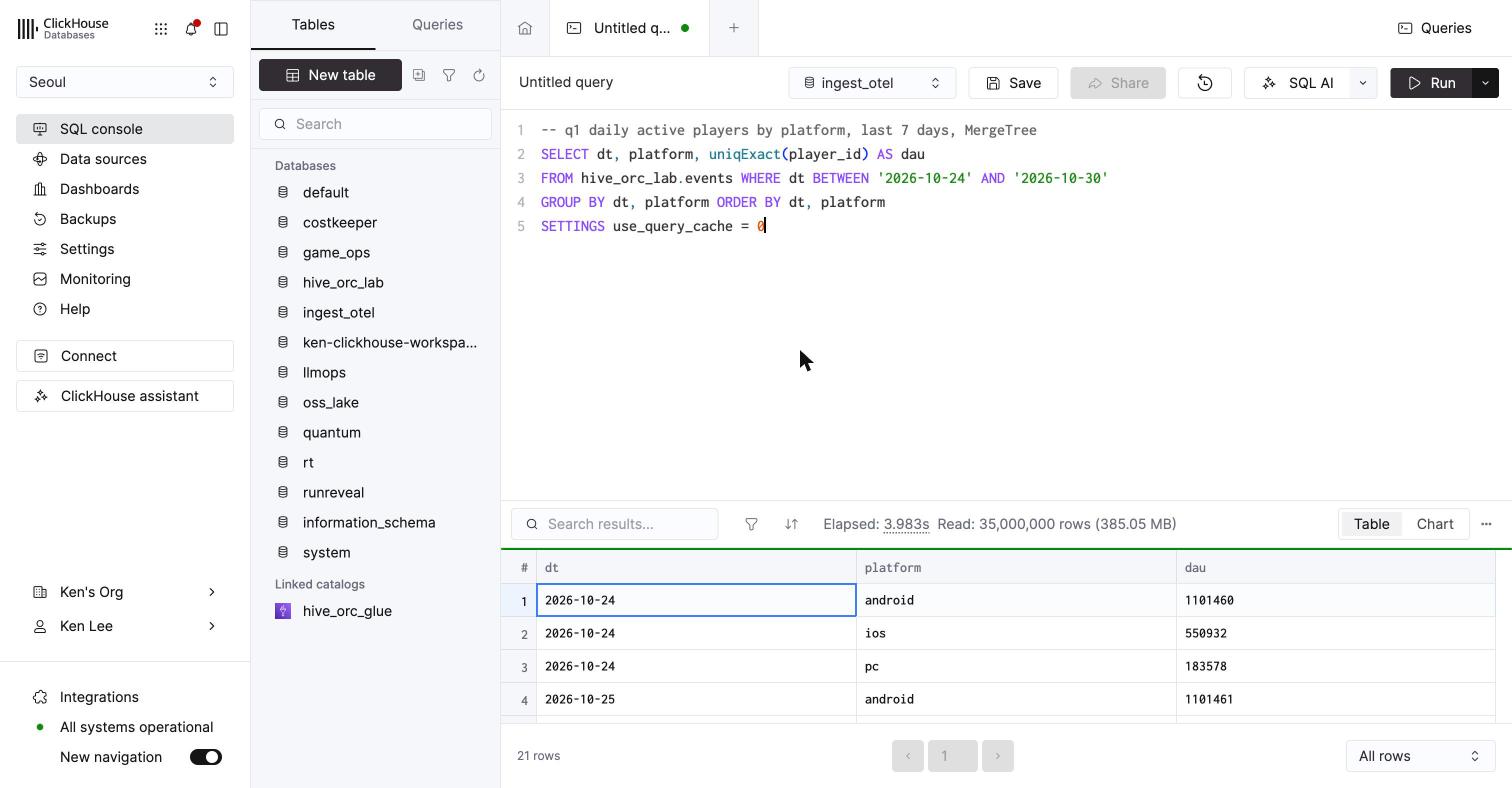 ClickHouse
Databases
Seoul
SQL console
Data sources
Dashboards
Backups
Settings
Monitoring
Help
Connect
ClickHouse assistant
Ken's Org
Ken Lee
Integrations
All systems operational
New navigation
Tables Queries
New table
Search
Databases
default
costkeeper
game_ops
hive_orc_lab
ingest_otel
ken-clickhouse-workspa...
llmops
oss_lake
quantum
rt
runreveal
information_schema
system
Linked catalogs
hive_orc_glue
Untitled q... + Queries
Untitled query ingest_otel Save Share SQL AI Run
1 -- q1 daily active players by platform, last 7 days, MergeTree
2 SELECT dt, platform, uniqExact(player_id) AS dau
3 FROM hive_orc_lab.events WHERE dt BETWEEN '2026-10-24' AND '2026-10-30'
4 GROUP BY dt, platform ORDER BY dt, platform
5 SETTINGS use_query_cache = 0
Search results... Elapsed: 3.983s Read: 35,000,000 rows (385.05 MB) Table Chart
# dt platform dau
1 2026-10-24 android 1101460
2 2026-10-24 ios 550932
3 2026-10-24 pc 183578
4 2026-10-25 android 1101461
21 rows 1 All rows